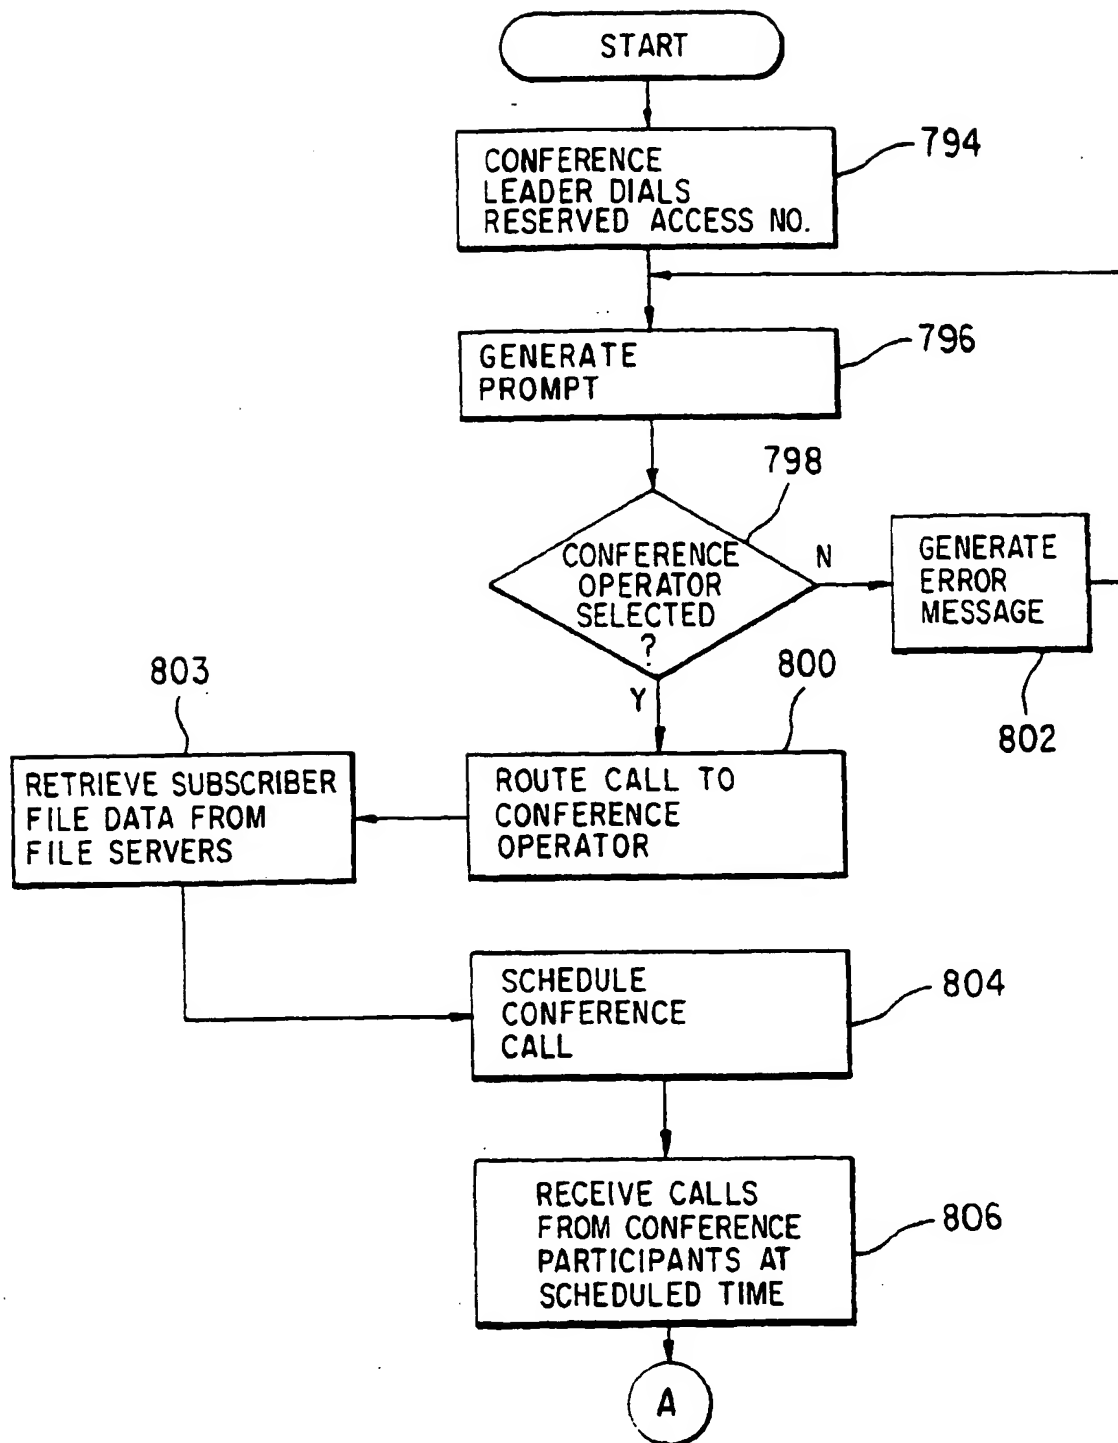 START
CONFERENCE
LEADER DIALS
RESERVED ACCESS NO.
794
GENERATE
PROMPT
796
798
CONFERENCE
OPERATOR
SELECTED
?
N
Y
GENERATE
ERROR
MESSAGE
802
803
800
RETRIEVE SUBSCRIBER
FILE DATA FROM
FILE SERVERS
ROUTE CALL TO
CONFERENCE
OPERATOR
SCHEDULE
CONFERENCE
CALL
804
RECEIVE CALLS
FROM CONFERENCE
PARTICIPANTS AT
SCHEDULED TIME
806
A